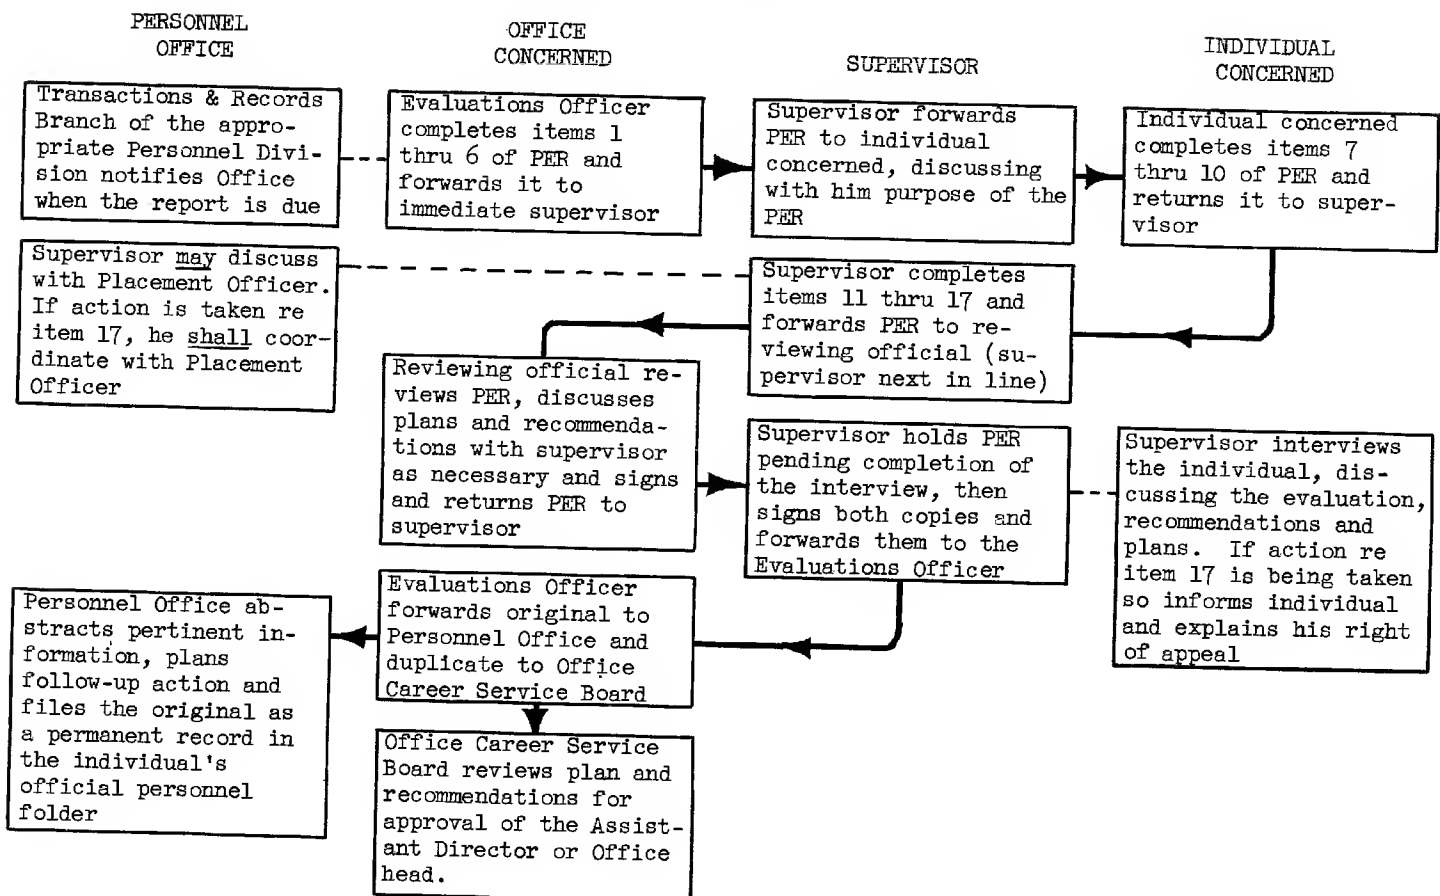 PERSONNEL
OFFICE
OFFICE
CONCERNED
SUPERVISOR
INDIVIDUAL
CONCERNED
Transactions & Records
Branch of the appro-
priate Personnel Divi-
sion notifies Office
when the report is due
Evaluations Officer
completes items 1
thru 6 of PER and
forwards it to
immediate supervisor
Supervisor forwards
PER to individual
concerned, discussing
with him purpose of the
PER
Individual concerned
completes items 7
thru 10 of PER and
returns it to super-
visor
Supervisor may discuss
with Placement Officer.
If action is taken re
item 17, he shall coor-
dinate with Placement
Officer
Supervisor completes
items 11 thru 17 and
forwards PER to re-
viewing official (su-
pervisor next in line)
Reviewing official re-
views PER, discusses
plans and recommenda-
tions with supervisor
as necessary and signs
and returns PER to
supervisor
Supervisor holds PER
pending completion of
the interview, then
signs both copies and
forwards them to the
Evaluations Officer
Supervisor interviews
the individual, dis-
cussing the evaluation,
recommendations and
plans. If action re
item 17 is being taken
so informs individual
and explains his right
of appeal
Evaluations Officer
forwards original to
Personnel Office and
duplicate to Office
Career Service Board
Personnel Office ab-
stracts pertinent in-
formation, plans
follow-up action and
files the original as
a permanent record in
the individual's
official personnel
folder
Office Career Service
Board reviews plan and
recommendations for
approval of the Assist-
ant Director or Office
head.